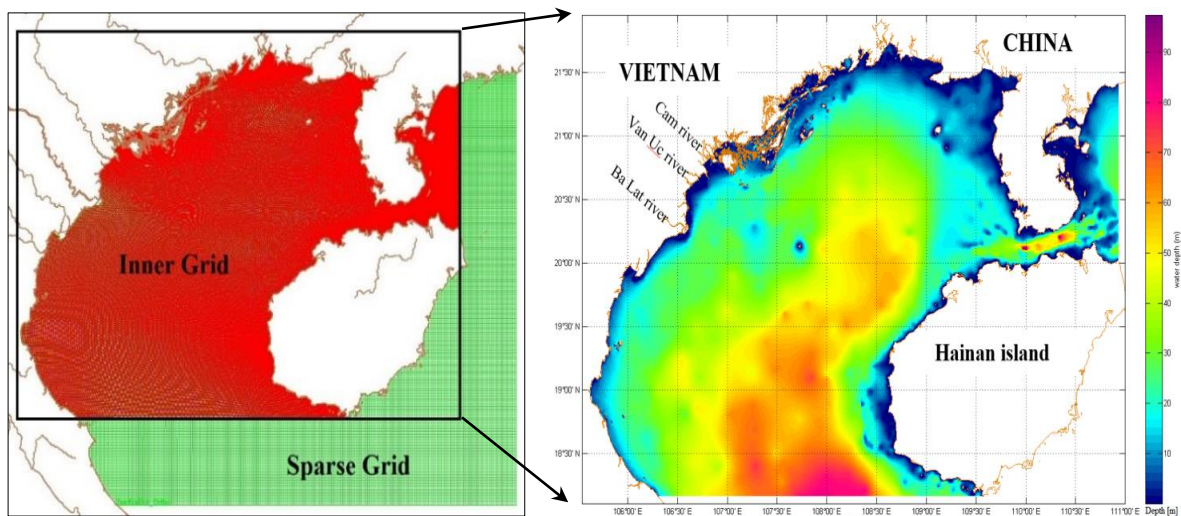 Inner Grid
Sparse Grid
VIETNAM
CHINA
Cam river
Van Uc river
Ba Lat river
Hainan island
21°30' N
21°00' N
20°30' N
20°00' N
19°30' N
19°00' N
18°30' N
106°00' E
106°30' E
107°00' E
107°30' E
108°00' E
108°30' E
109°00' E
109°30' E
110°00' E
110°30' E
111°00' E
90
80
70
60
50
40
30
20
10
0
water depth [m]
Depth [m]